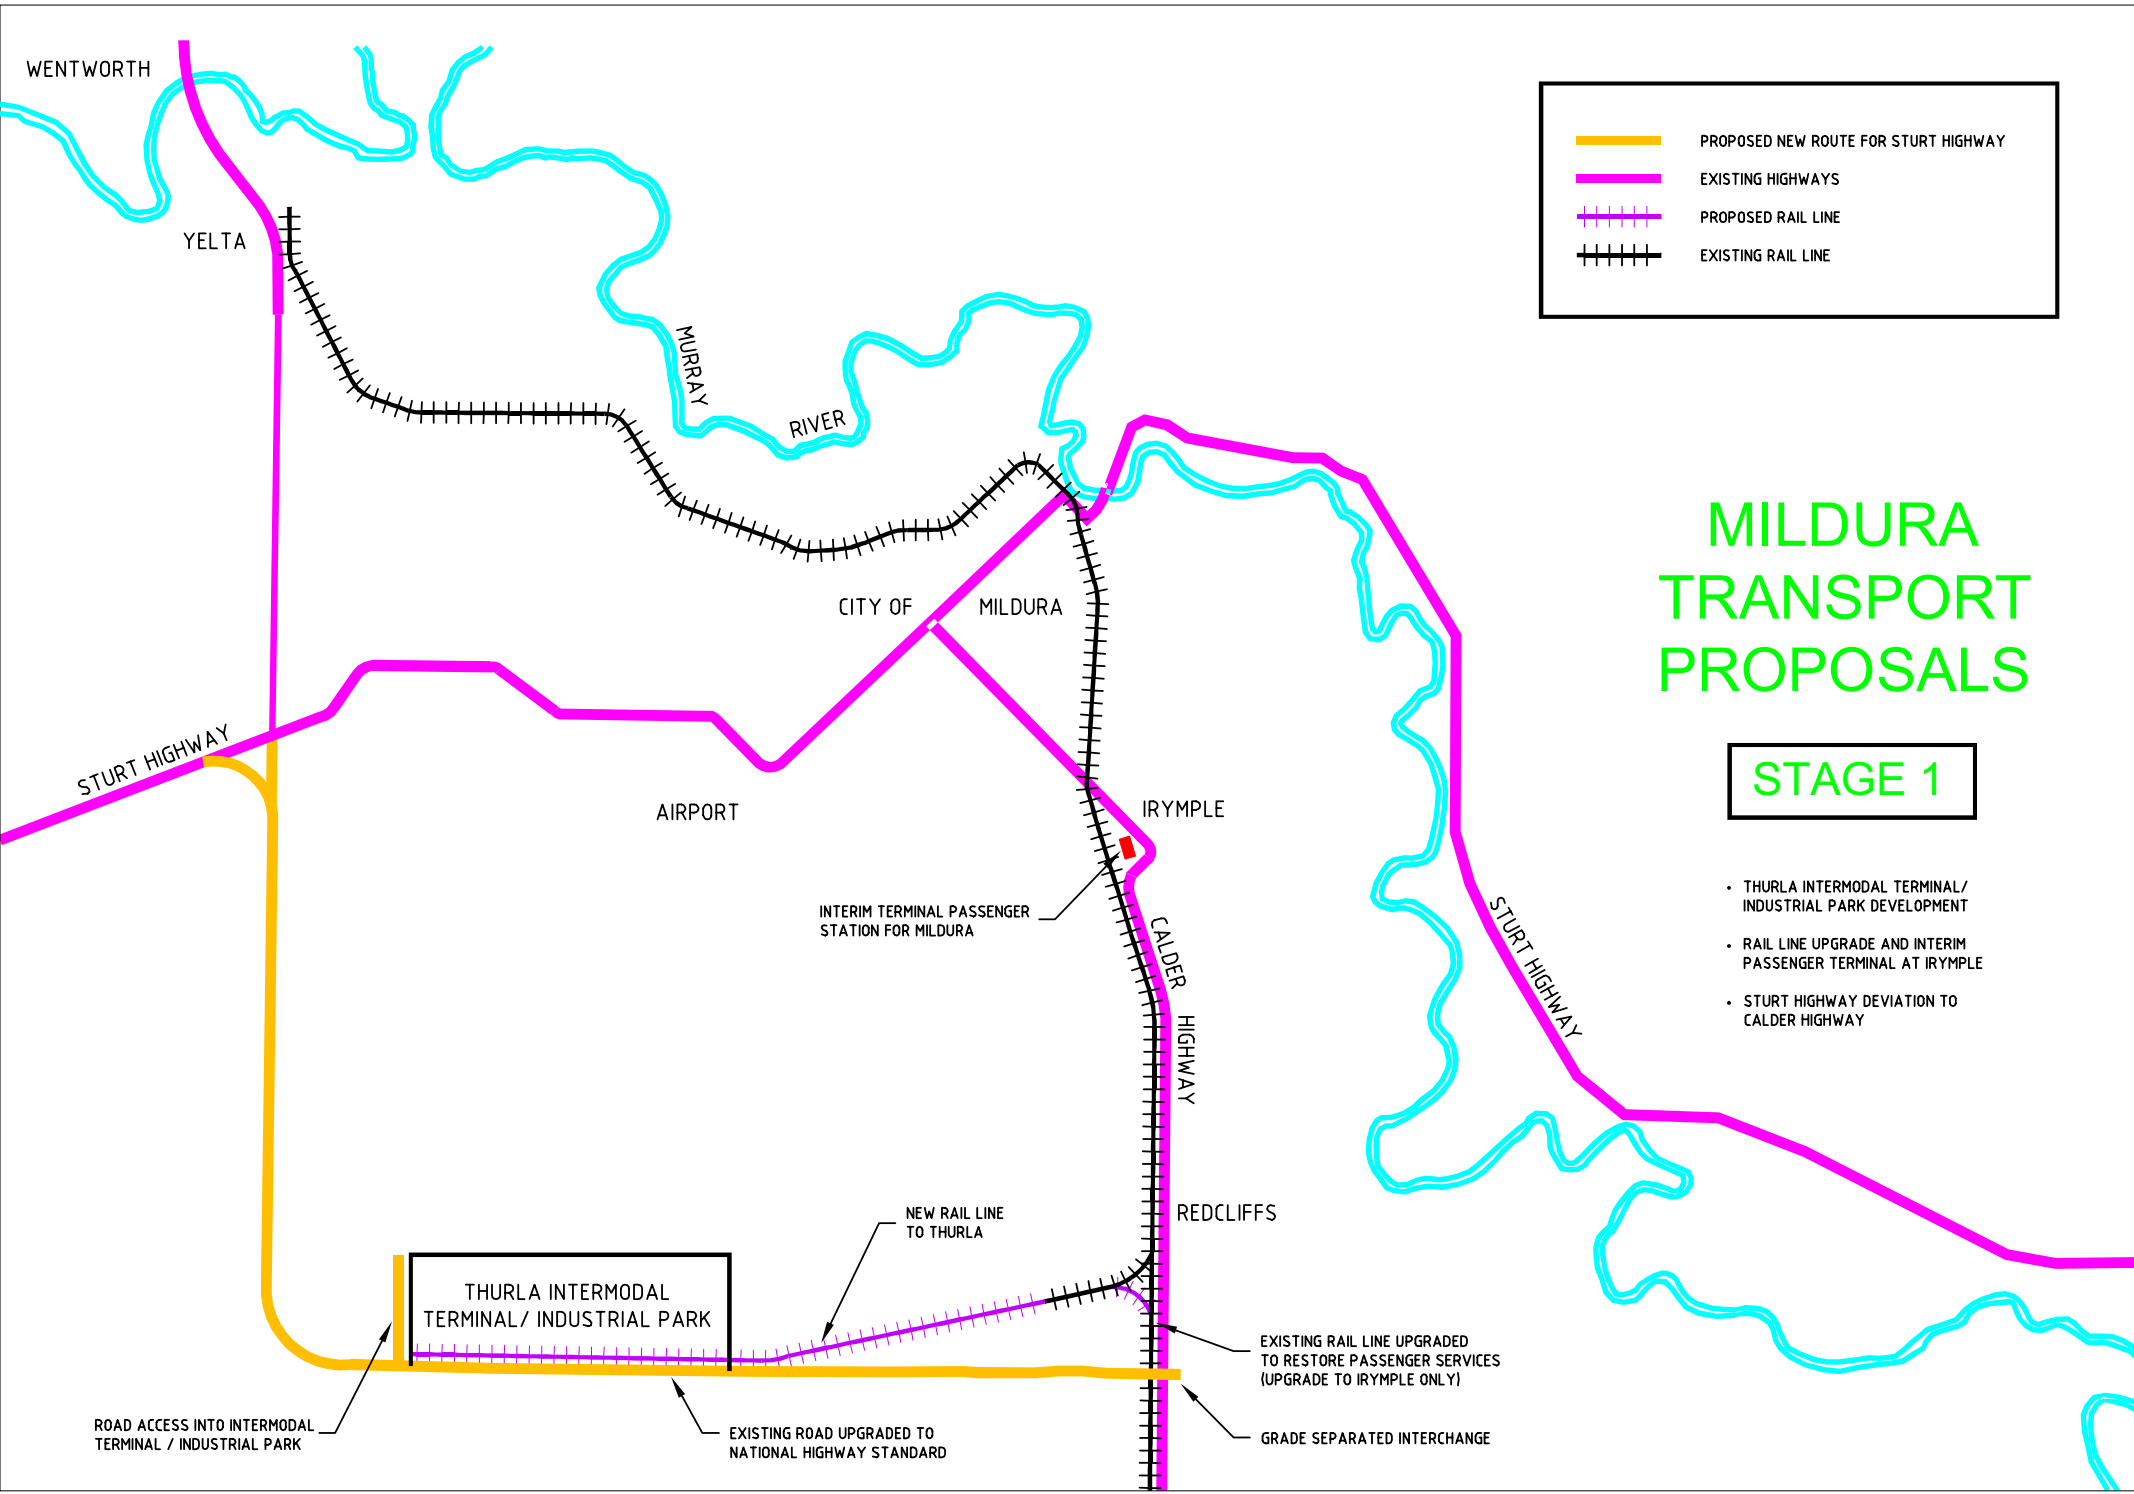 WENTWORTH
YELTA
MURRAY
RIVER
PROPOSED NEW ROUTE FOR STURT HIGHWAY
EXISTING HIGHWAYS
PROPOSED RAIL LINE
EXISTING RAIL LINE
MILDURA
TRANSPORT
PROPOSALS
STAGE 1
• THURLA INTERMODAL TERMINAL/
INDUSTRIAL PARK DEVELOPMENT
• RAIL LINE UPGRADE AND INTERIM
PASSENGER TERMINAL AT IRYMPLE
• STURT HIGHWAY DEVIATION TO
CALDER HIGHWAY
CITY OF MILDURA
STURT HIGHWAY
AIRPORT
IRYMPLE
INTERIM TERMINAL PASSENGER
STATION FOR MILDURA
CALDER
HIGHWAY
STURT HIGHWAY
REDCLIFFS
NEW RAIL LINE
TO THURLA
THURLA INTERMODAL
TERMINAL/ INDUSTRIAL PARK
EXISTING RAIL LINE UPGRADED
TO RESTORE PASSENGER SERVICES
(UPGRADE TO IRYMPLE ONLY)
ROAD ACCESS INTO INTERMODAL
TERMINAL / INDUSTRIAL PARK
EXISTING ROAD UPGRADED TO
NATIONAL HIGHWAY STANDARD
GRADE SEPARATED INTERCHANGE